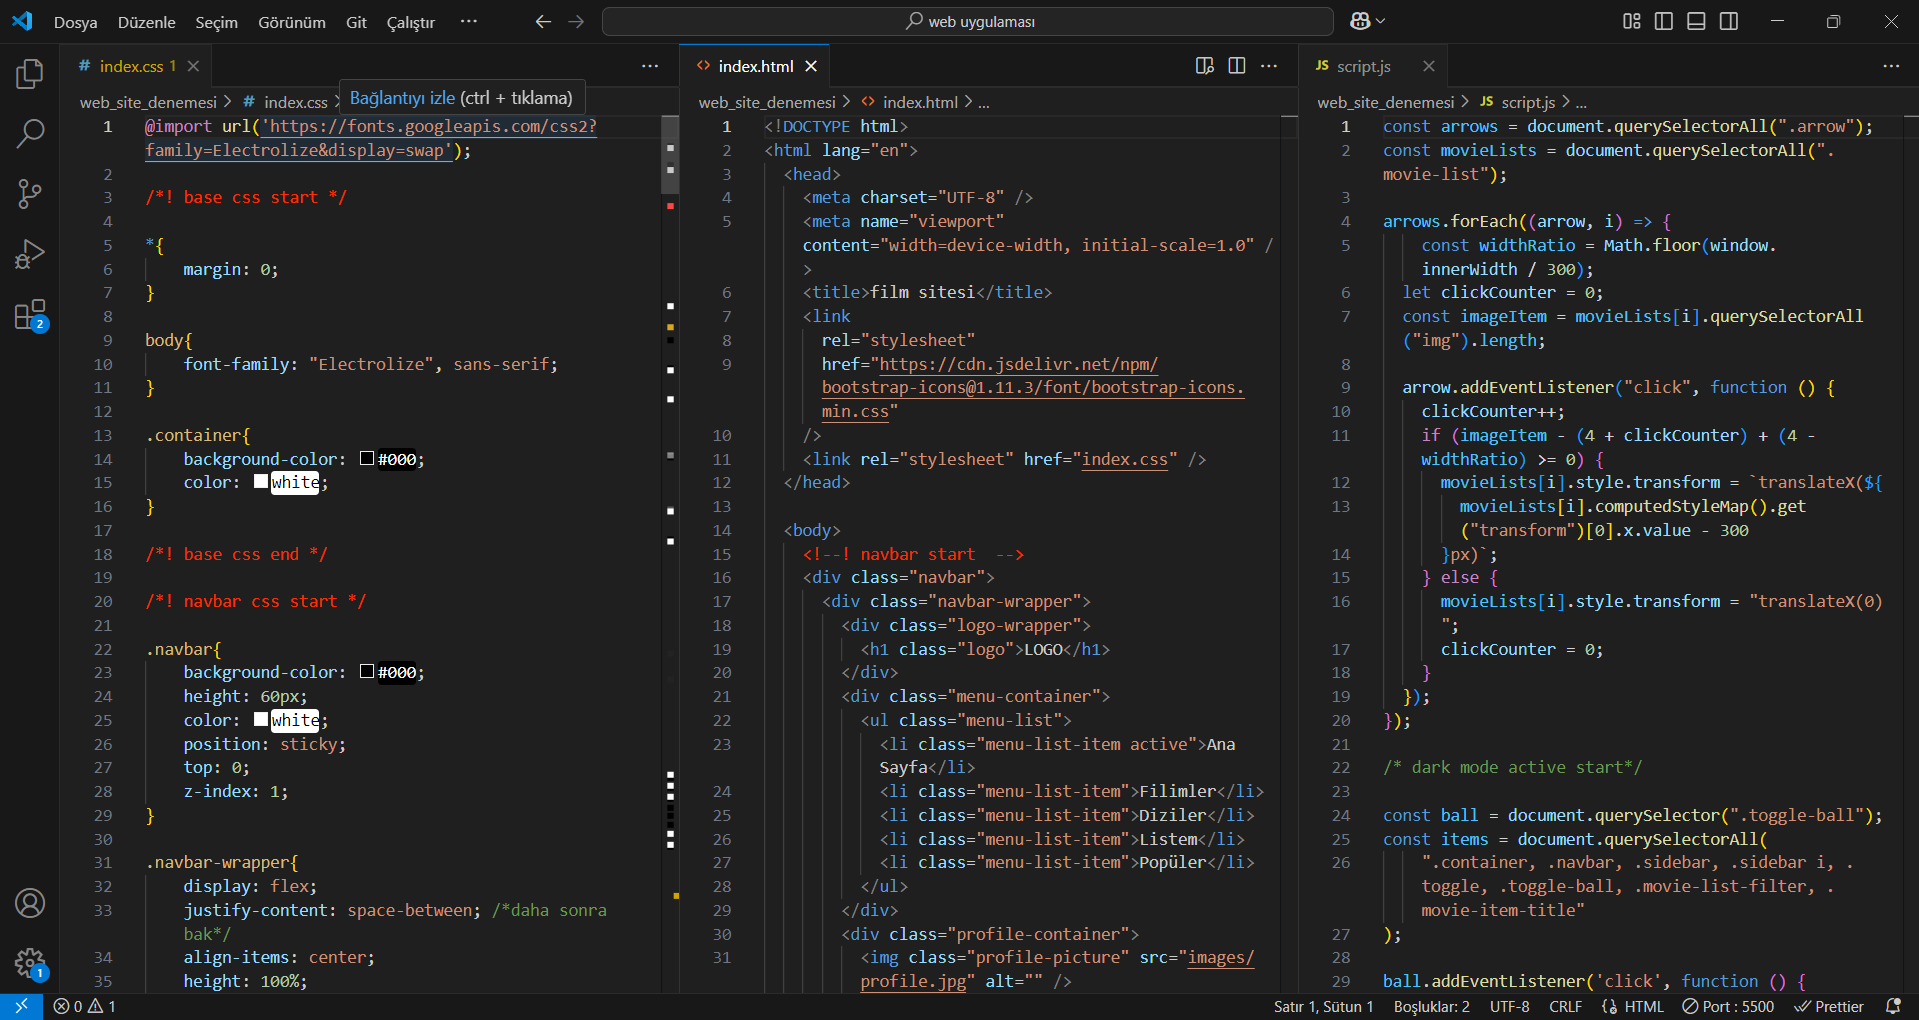 Dosya Düzenle Seçim Görünüm Git Çalıştır ···
web uygulaması
# index.css 1
Bağlantıyı izle (ctrl + tıklama)
web_site_denemesi > # index.css >
1 @import url('https://fonts.googleapis.com/css2?
family=Electrolize&display=swap');
2
3 /*! base css start */
4
5 *{
6 margin: 0;
7 }
8
9 body{
10 font-family: "Electrolize", sans-serif;
11 }
12
13 .container{
14 background-color: #000;
15 color: white;
16 }
17
18 /*! base css end */
19
20 /*! navbar css start */
21
22 .navbar{
23 background-color: #000;
24 height: 60px;
25 color: white;
26 position: sticky;
27 top: 0;
28 z-index: 1;
29 }
30
31 .navbar-wrapper{
32 display: flex;
33 justify-content: space-between; /*daha sonra
bak*/
34 align-items: center;
35 height: 100%;
<> index.html
web_site_denemesi > <> index.html > ...
1 <!DOCTYPE html>
2 <html lang="en">
3 <head>
4 <meta charset="UTF-8" />
5 <meta name="viewport"
content="width=device-width, initial-scale=1.0" /
>
6 <title>film sitesi</title>
7 <link
8 rel="stylesheet"
9 href="https://cdn.jsdelivr.net/npm/
bootstrap-icons@1.11.3/font/bootstrap-icons.
min.css"
10 />
11 <link rel="stylesheet" href="index.css" />
12 </head>
13
14 <body>
15 <!--! navbar start  -->
16 <div class="navbar">
17 <div class="navbar-wrapper">
18 <div class="logo-wrapper">
19 <h1 class="logo">LOGO</h1>
20 </div>
21 <div class="menu-container">
22 <ul class="menu-list">
23 <li class="menu-list-item active">Ana
Sayfa</li>
24 <li class="menu-list-item">Filimler</li>
25 <li class="menu-list-item">Diziler</li>
26 <li class="menu-list-item">Listem</li>
27 <li class="menu-list-item">Popüler</li>
28 </ul>
29 </div>
30 <div class="profile-container">
31 <img class="profile-picture" src="images/
profile.jpg" alt="" />
JS script.js
web_site_denemesi > JS script.js > ...
1 const arrows = document.querySelectorAll(".arrow");
2 const movieLists = document.querySelectorAll(".
movie-list");
3
4 arrows.forEach((arrow, i) => {
5 const widthRatio = Math.floor(window.
innerWidth / 300);
6 let clickCounter = 0;
7 const imageItem = movieLists[i].querySelectorAll
("img").length;
8
9 arrow.addEventListener("click", function () {
10 clickCounter++;
11 if (imageItem - (4 + clickCounter) + (4 -
widthRatio) >= 0) {
12 movieLists[i].style.transform = `translateX(${
13 movieLists[i].computedStyleMap().get
("transform")[0].x.value - 300
14 }px)`;
15 } else {
16 movieLists[i].style.transform = "translateX(0)
";
17 clickCounter = 0;
18 }
19 });
20 });
21
22 /* dark mode active start*/
23
24 const ball = document.querySelector(".toggle-ball");
25 const items = document.querySelectorAll(
26 ".container, .navbar, .sidebar, .sidebar i, .
toggle, .toggle-ball, .movie-list-filter, .
movie-item-title"
27 );
28
29 ball.addEventListener('click', function () {
2
1
0 1
Satır 1, Sütun 1 Boşluklar: 2 UTF-8 CRLF {} HTML Port : 5500 Prettier